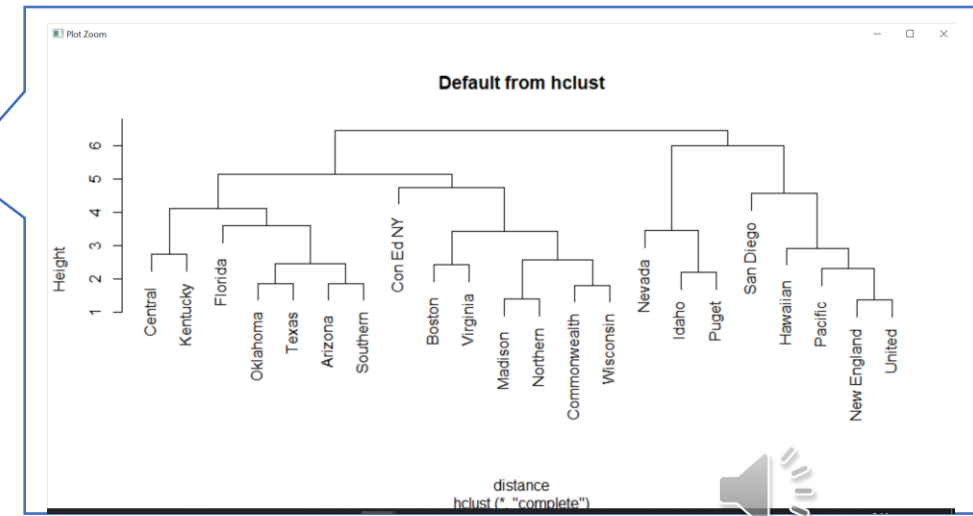 Plot Zoom
Default from hclust
Height
1 2 3 4 5 6
Central
Kentucky
Florida
Oklahoma
Texas
Arizona
Southern
Con Ed NY
Boston
Virginia
Madison
Northern
Commonwealth
Wisconsin
Nevada
Idaho
Puget
San Diego
Hawaiian
Pacific
New England
United
distance
hclust (*, "complete")